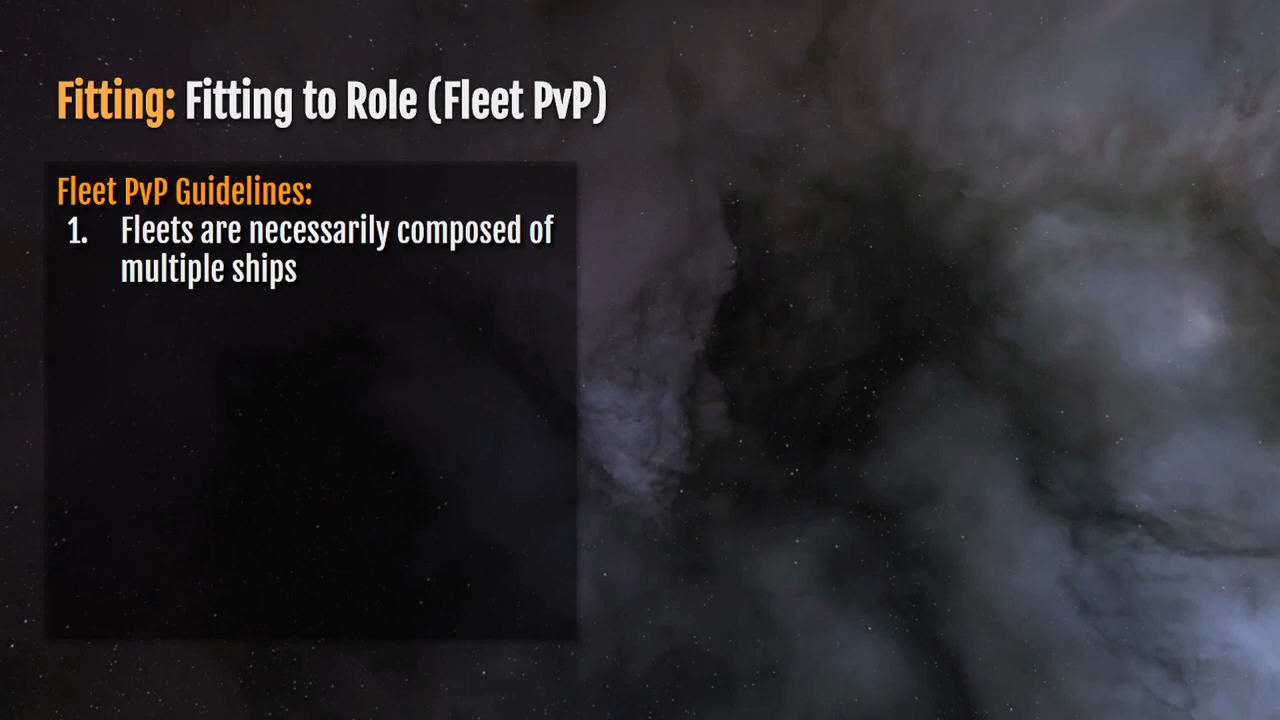 Fitting: Fitting to Role (Fleet PvP)
Fleet PvP Guidelines:
1. Fleets are necessarily composed of
multiple ships